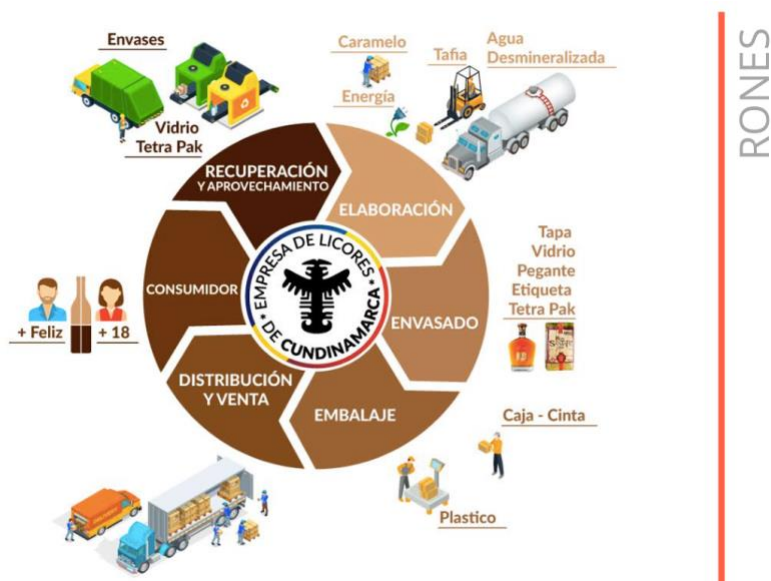 RONES
Envases
Vidrio
Tetra Pak
Caramelo
Energía
Tafia
Agua
Desmineralizada
RECUPERACIÓN
Y APROVECHAMIENTO
ELABORACIÓN
Tapa
Vidrio
Pegante
Etiqueta
Tetra Pak
ENVASADO
Caja - Cinta
Plastico
EMBALAJE
DISTRIBUCIÓN
Y VENTA
CONSUMIDOR
+ Feliz
+ 18
EMPRESA DE LICORES
DE CUNDINAMARCA